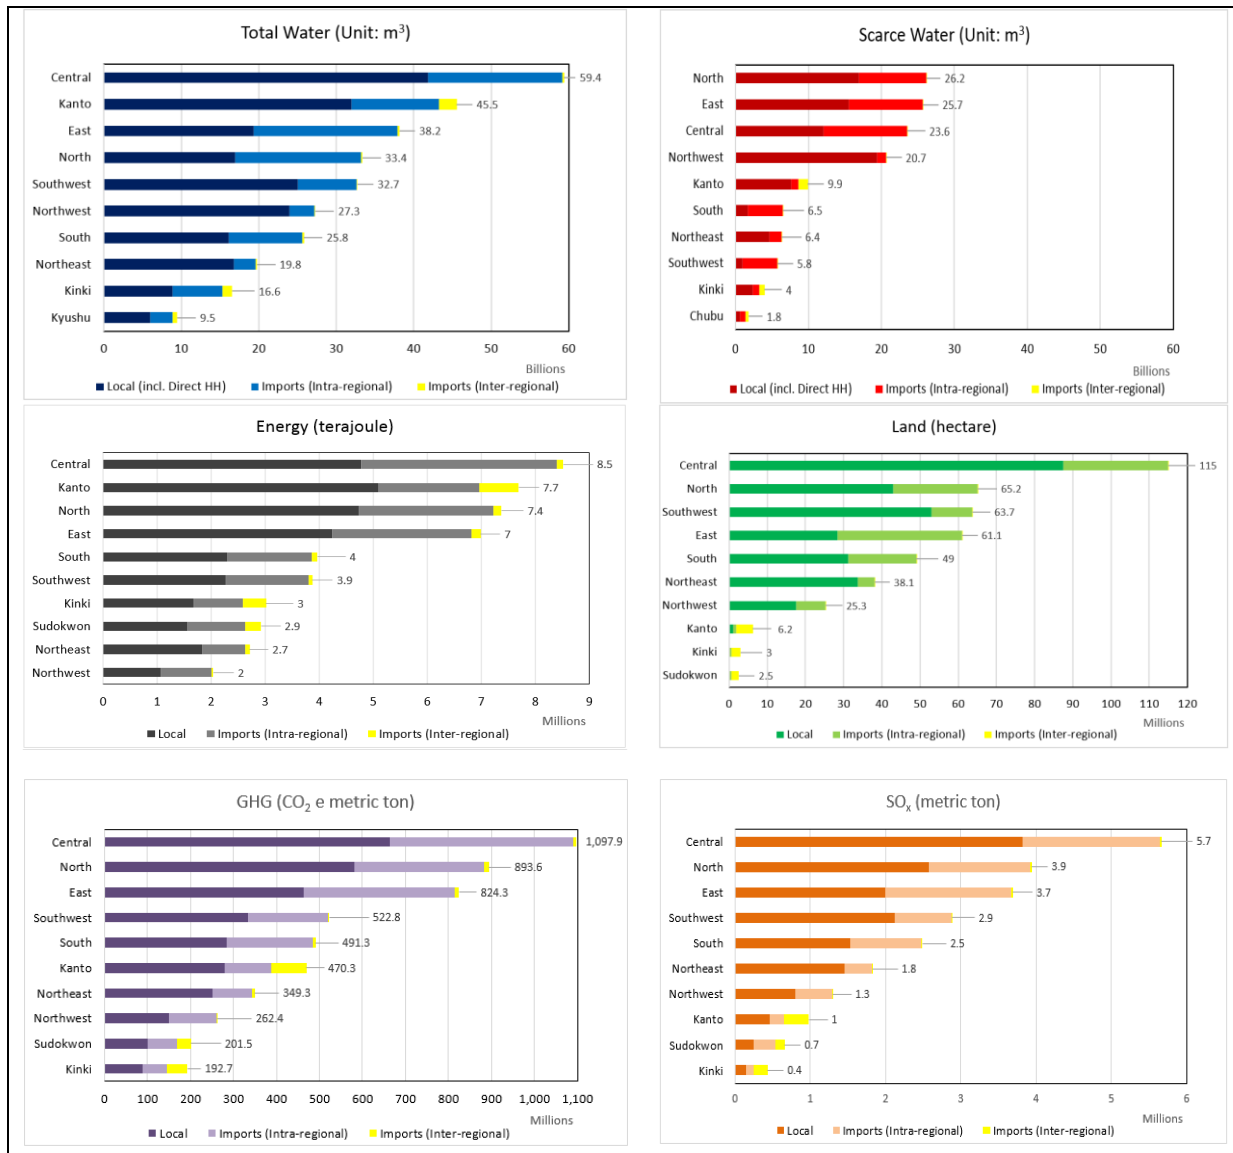 Total Water (Unit: m³)
Central 59.4
Kanto 45.5
East 38.2
North 33.4
Southwest 32.7
Northwest 27.3
South 25.8
Northeast 19.8
Kinki 16.6
Kyushu 9.5
0 10 20 30 40 50 60
Billions
Local (incl. Direct HH) Imports (Intra-regional) Imports (Inter-regional)
Scarce Water (Unit: m³)
North 26.2
East 25.7
Central 23.6
Northwest 20.7
Kanto 9.9
South 6.5
Northeast 6.4
Southwest 5.8
Kinki 4
Chubu 1.8
0 10 20 30 40 50 60
Billions
Local (incl. Direct HH) Imports (Intra-regional) Imports (Inter-regional)
Energy (terajoule)
Central 8.5
Kanto 7.7
North 7.4
East 7
South 4
Southwest 3.9
Kinki 3
Sudokwon 2.9
Northeast 2.7
Northwest 2
0 1 2 3 4 5 6 7 8 9
Millions
Local Imports (Intra-regional) Imports (Inter-regional)
Land (hectare)
Central 115
North 65.2
Southwest 63.7
East 61.1
South 49
Northeast 38.1
Northwest 25.3
Kanto 6.2
Kinki 3
Sudokwon 2.5
0 10 20 30 40 50 60 70 80 90 100 110 120
Millions
Local Imports (Intra-regional) Imports (Inter-regional)
GHG (CO₂ e metric ton)
Central 1,097.9
North 893.6
East 824.3
Southwest 522.8
South 491.3
Kanto 470.3
Northeast 349.3
Northwest 262.4
Sudokwon 201.5
Kinki 192.7
0 100 200 300 400 500 600 700 800 900 1,000 1,100
Millions
Local Imports (Intra-regional) Imports (Inter-regional)
SOₓ (metric ton)
Central 5.7
North 3.9
East 3.7
Southwest 2.9
South 2.5
Northeast 1.8
Northwest 1.3
Kanto 1
Sudokwon 0.7
Kinki 0.4
0 1 2 3 4 5 6
Millions
Local Imports (Intra-regional) Imports (Inter-regional)